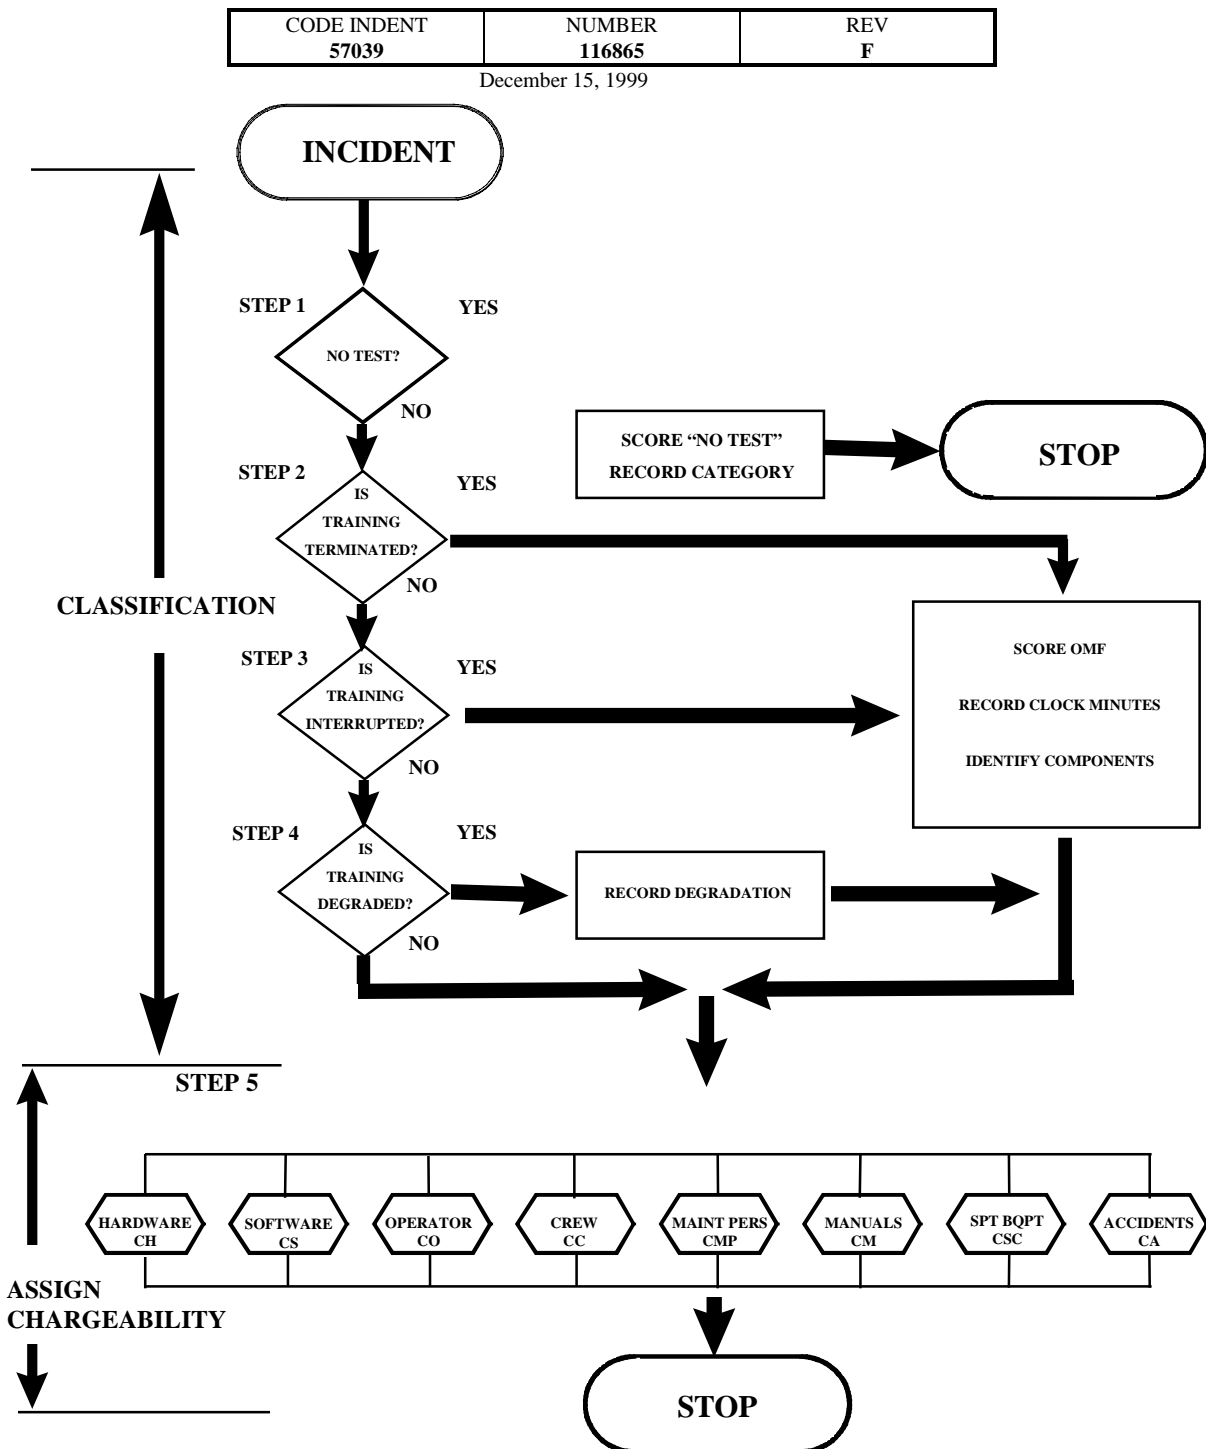 CODE INDENT NUMBER REV
57039 116865 F
December 15, 1999
INCIDENT
STEP 1 YES
NO TEST?
NO
SCORE “NO TEST”
RECORD CATEGORY
STOP
STEP 2 YES
IS
TRAINING
TERMINATED?
NO
CLASSIFICATION
SCORE OMF
RECORD CLOCK MINUTES
IDENTIFY COMPONENTS
STEP 3 YES
IS
TRAINING
INTERRUPTED?
NO
STEP 4 YES
IS
TRAINING
DEGRADED?
NO
RECORD DEGRADATION
STEP 5
HARDWARE
CH
SOFTWARE
CS
OPERATOR
CO
CREW
CC
MAINT PERS
CMP
MANUALS
CM
SPT BQPT
CSC
ACCIDENTS
CA
ASSIGN
CHARGEABILITY
STOP